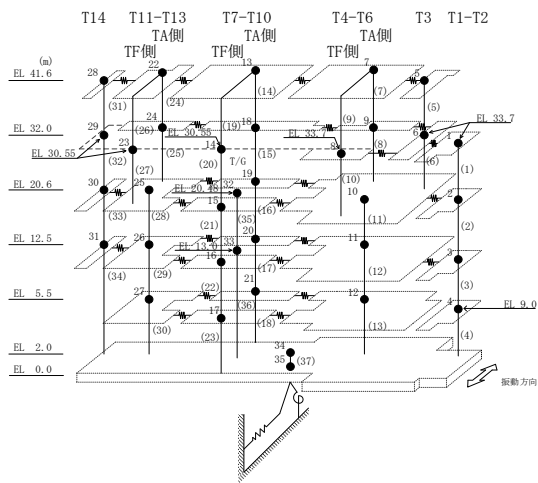 T14 T11-T13 T7-T10 T4-T6 T3 T1-T2
TA側 TA側 TA側
TF側 TF側 TF側
(m)
EL 41.6 28 22 13 7 5
(31) (24) (14) (7) (5)
EL 32.0 29 24 18 9 6 1
(26) (19) (9) EL 33.7
EL 30.55 EL 33.7
EL 30.55 23 14 8
(32) (25) (15) (8) (6) (1)
(27) (20) T/G (10)
EL 20.6 30 25 19 10 2
EL 20.48 32
(33) (28) 15 (16) (11)
(21) (35) (2)
EL 12.5 31 26 20 11
EL 13.0 33
16 3
(34) (29) (17) (12) (3)
EL 5.5 27 (22) 21 12 4
(36) EL 9.0
17
(30) (23) (18) (13) (4)
EL 2.0 34
EL 0.0 35 (37)
振動方向